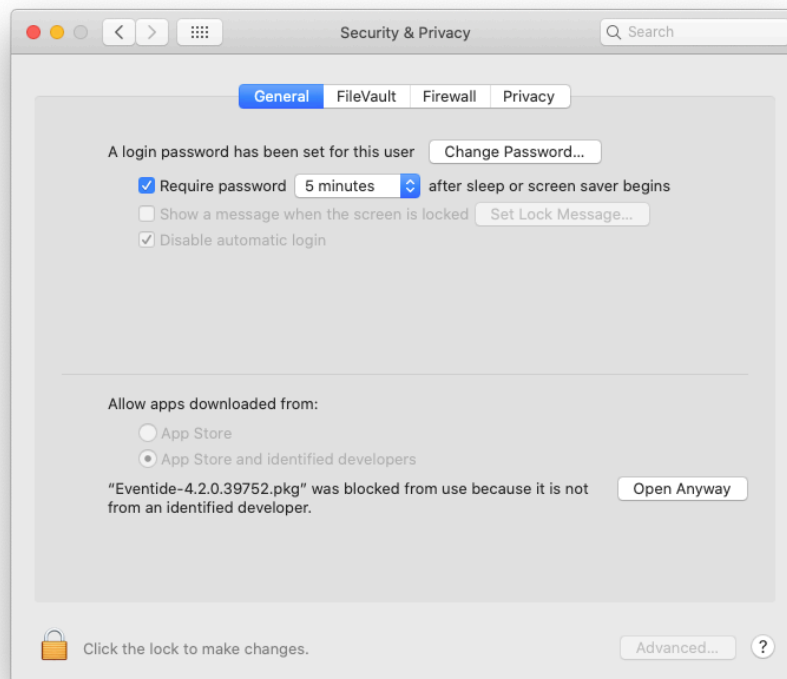 Security & Privacy
Search
General FileVault Firewall Privacy
A login password has been set for this user Change Password...
Require password 5 minutes after sleep or screen saver begins
Show a message when the screen is locked Set Lock Message...
Disable automatic login
Allow apps downloaded from:
App Store
App Store and identified developers
“Eventide-4.2.0.39752.pkg” was blocked from use because it is not Open Anyway
from an identified developer.
Click the lock to make changes. Advanced... ?